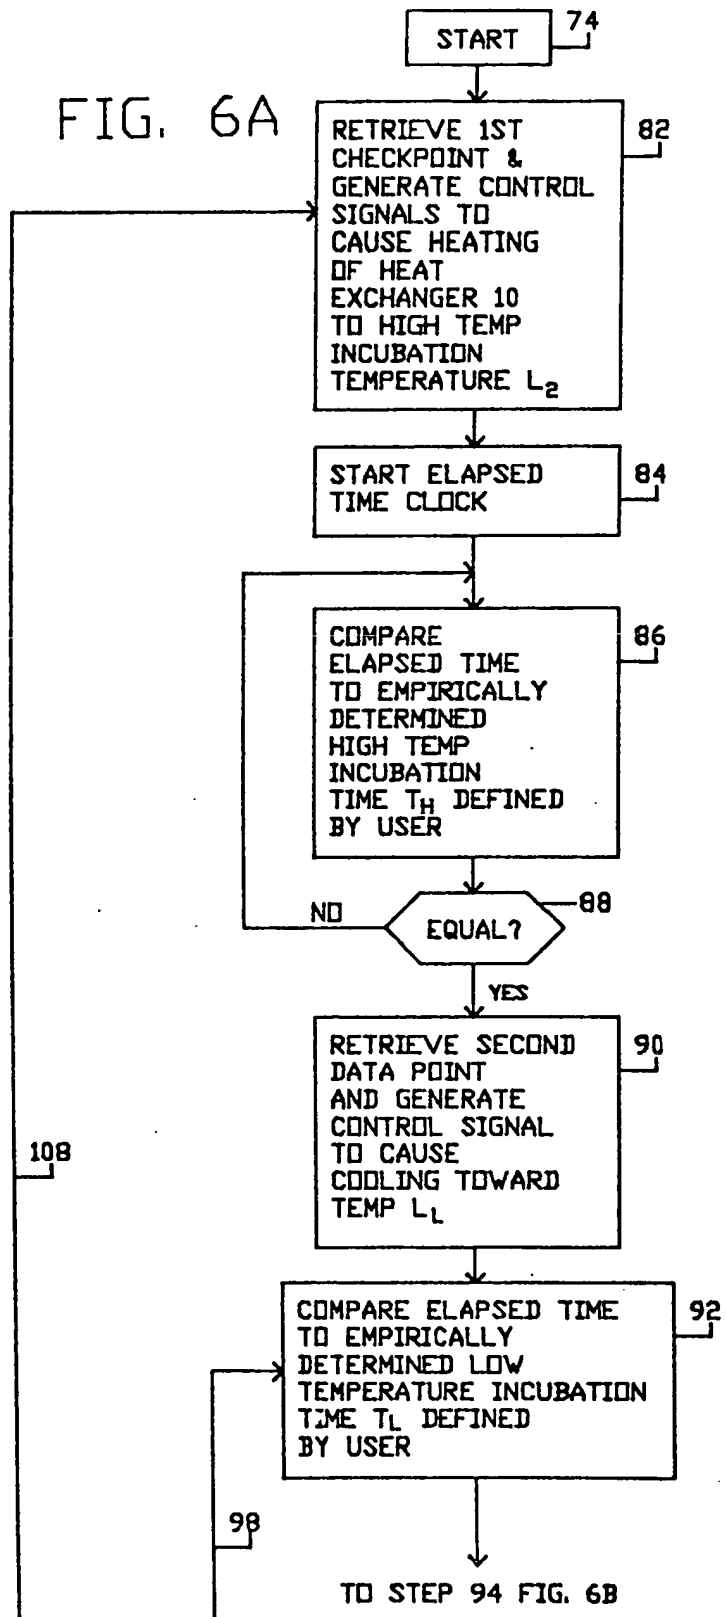 START
74
FIG. 6A
RETRIEVE 1ST
CHECKPOINT &
GENERATE CONTROL
SIGNALS TO
CAUSE HEATING
OF HEAT
EXCHANGER 10
TO HIGH TEMP
INCUBATION
TEMPERATURE L2
82
START ELAPSED
TIME CLOCK
84
COMPARE
ELAPSED TIME
TO EMPIRICALLY
DETERMINED
HIGH TEMP
INCUBATION
TIME TH DEFINED
BY USER
86
EQUAL?
88
NO
YES
RETRIEVE SECOND
DATA POINT
AND GENERATE
CONTROL SIGNAL
TO CAUSE
COOLING TOWARD
TEMP LL
90
108
COMPARE ELAPSED TIME
TO EMPIRICALLY
DETERMINED LOW
TEMPERATURE INCUBATION
TIME TL DEFINED
BY USER
92
98
TO STEP 94 FIG. 6B